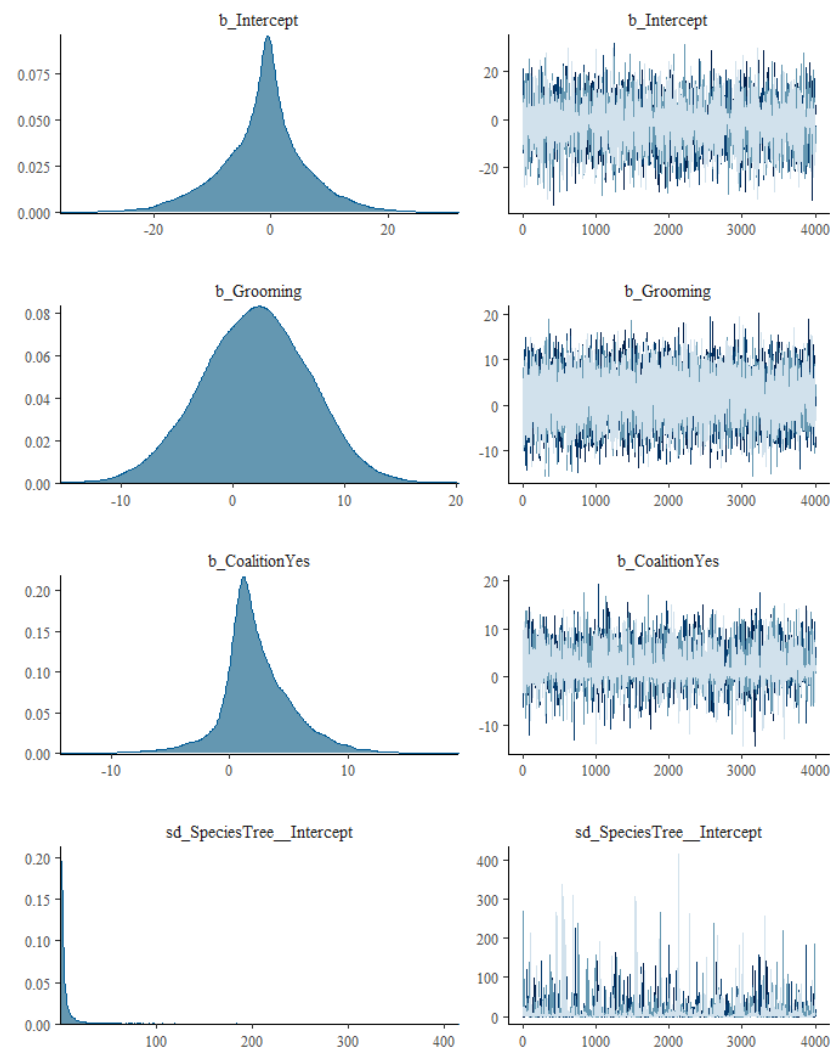 b_Intercept b_Intercept
0.075
0.050
0.025
0.000
-20 0 20
20
0
-20
0 1000 2000 3000 4000
b_Grooming b_Grooming
0.08
0.06
0.04
0.02
0.00
-10 0 10 20
20
10
0
-10
0 1000 2000 3000 4000
b_CoalitionYes b_CoalitionYes
0.20
0.15
0.10
0.05
0.00
-10 0 10
20
10
0
-10
0 1000 2000 3000 4000
sd_SpeciesTree__Intercept sd_SpeciesTree__Intercept
0.20
0.15
0.10
0.05
0.00
100 200 300 400
400
300
200
100
0
0 1000 2000 3000 4000